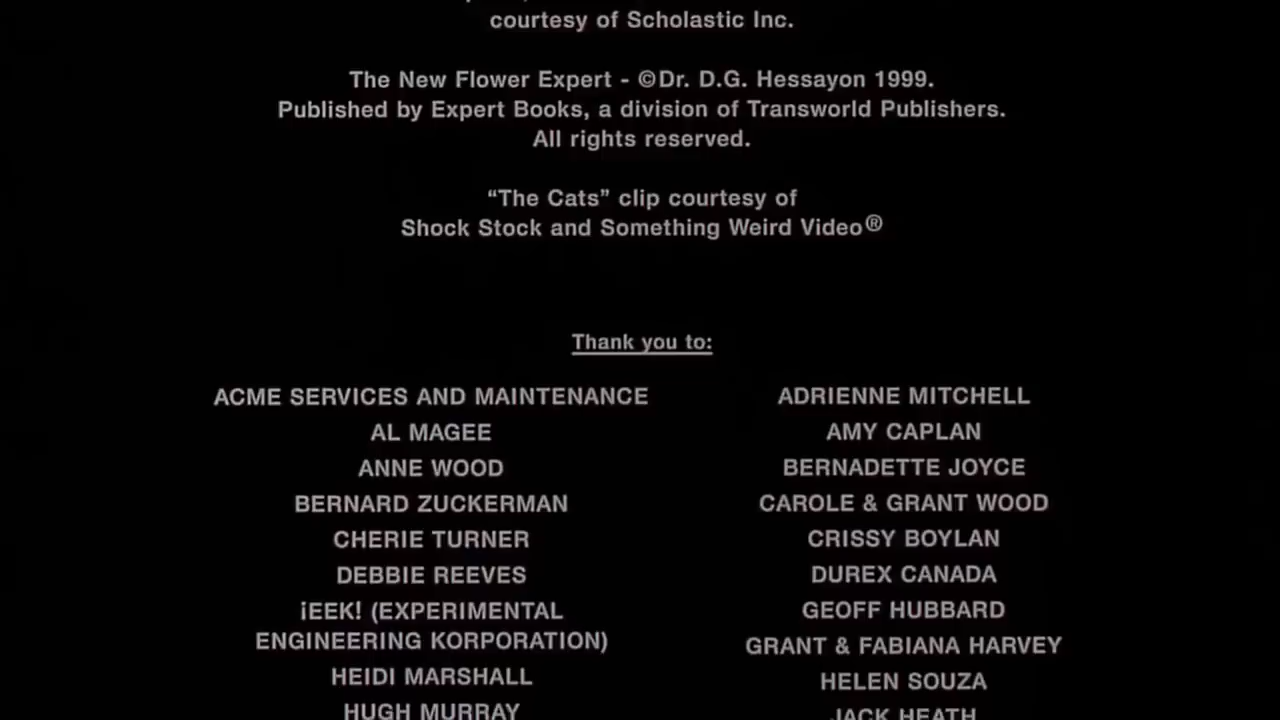 courtesy of Scholastic Inc.
The New Flower Expert - ©Dr. D.G. Hessayon 1999.
Published by Expert Books, a division of Transworld Publishers.
All rights reserved.
“The Cats” clip courtesy of
Shock Stock and Something Weird Video®
Thank you to:
ACME SERVICES AND MAINTENANCE
AL MAGEE
ANNE WOOD
BERNARD ZUCKERMAN
CHERIE TURNER
DEBBIE REEVES
¡EEK! (EXPERIMENTAL
ENGINEERING KORPORATION)
HEIDI MARSHALL
HUGH MURRAY
ADRIENNE MITCHELL
AMY CAPLAN
BERNADETTE JOYCE
CAROLE & GRANT WOOD
CRISSY BOYLAN
DUREX CANADA
GEOFF HUBBARD
GRANT & FABIANA HARVEY
HELEN SOUZA
JACK HEATH